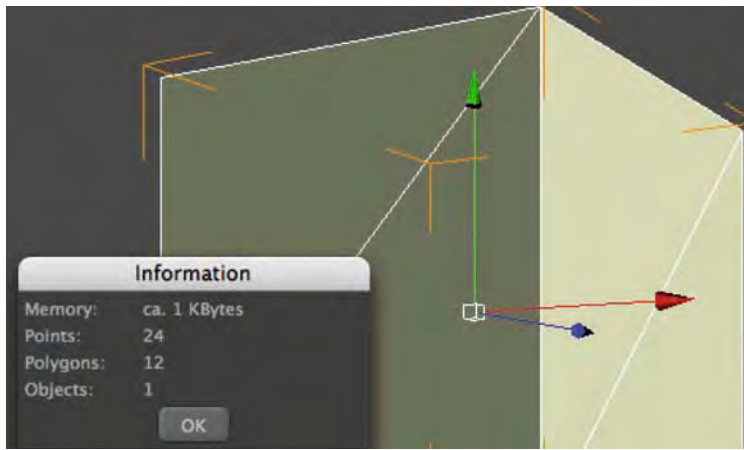 Information
Memory: ca. 1 KBytes
Points: 24
Polygons: 12
Objects: 1
OK